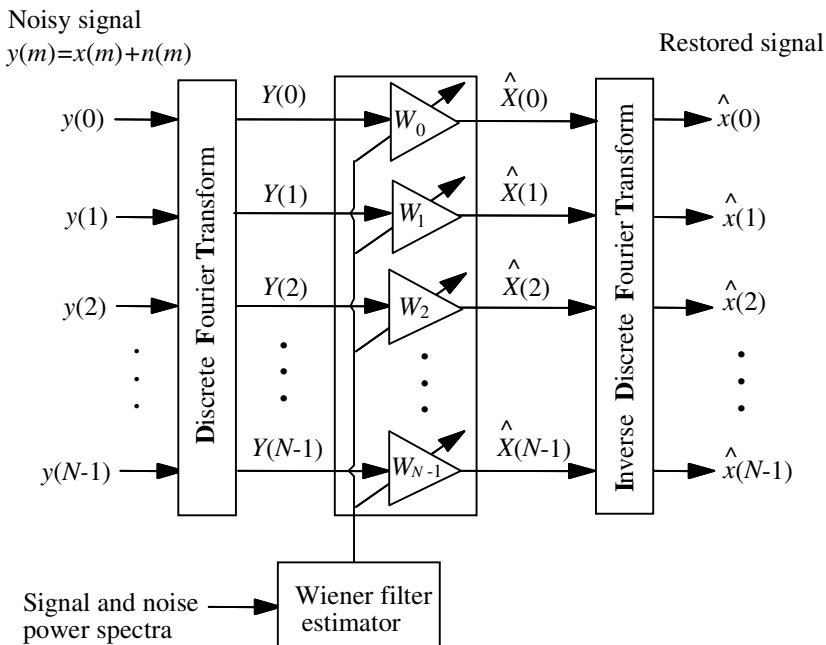 Noisy signal
y(m)=x(m)+n(m)
Restored signal
y(0)
Y(0)
W₀
^
X(0)
^
x(0)
y(1)
Y(1)
W₁
^
X(1)
^
x(1)
y(2)
Y(2)
W₂
^
X(2)
^
x(2)
y(N-1)
Y(N-1)
W_{N-1}
^
X(N-1)
^
x(N-1)
Discrete Fourier Transform
Inverse Discrete Fourier Transform
Signal and noise
power spectra
Wiener filter
estimator